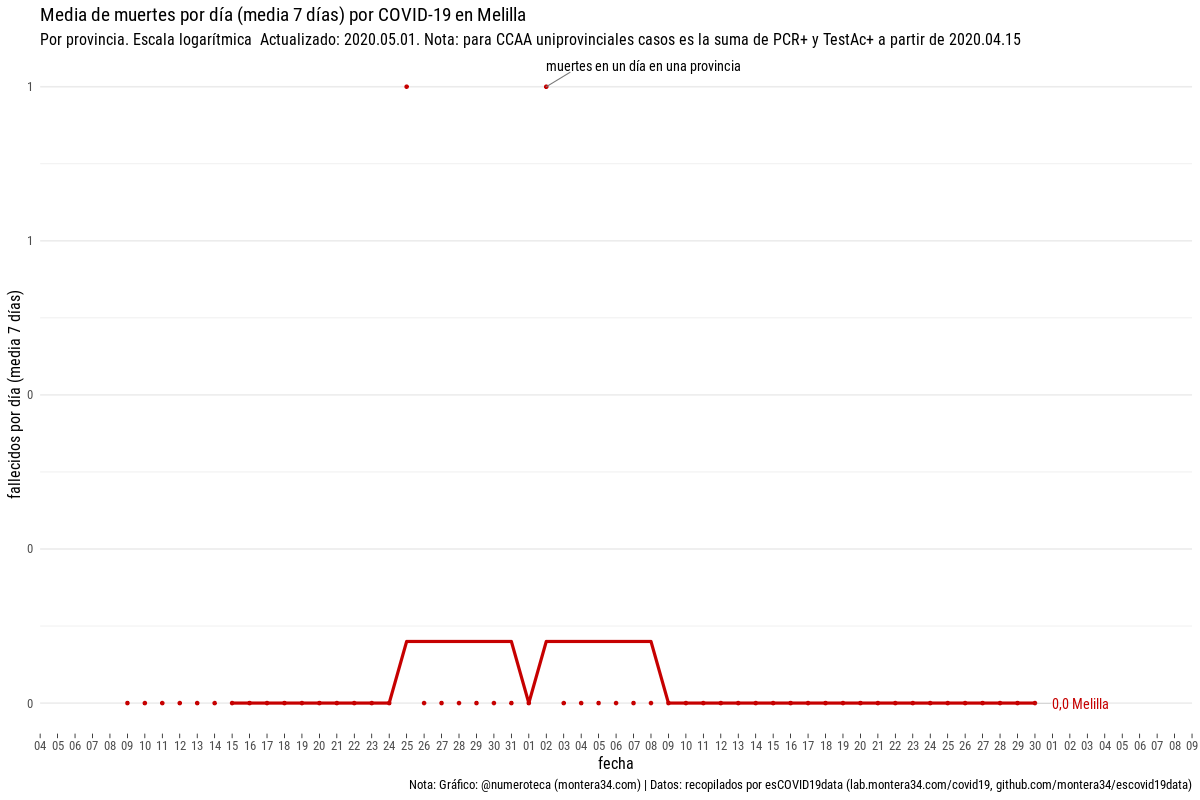 Media de muertes por día (media 7 días) por COVID-19 en Melilla
Por provincia. Escala logarítmica  Actualizado: 2020.05.01. Nota: para CCAA uniprovinciales casos es la suma de PCR+ y TestAc+ a partir de 2020.04.15
muertes en un día en una provincia
1
1
0
0
0
fallecidos por día (media 7 días)
0,0 Melilla
04 05 06 07 08 09 10 11 12 13 14 15 16 17 18 19 20 21 22 23 24 25 26 27 28 29 30 31 01 02 03 04 05 06 07 08 09 10 11 12 13 14 15 16 17 18 19 20 21 22 23 24 25 26 27 28 29 30 01 02 03 04 05 06 07 08 09
fecha
Nota: Gráfico: @numeroteca (montera34.com) | Datos: recopilados por esCOVID19data (lab.montera34.com/covid19, github.com/montera34/escovid19data)